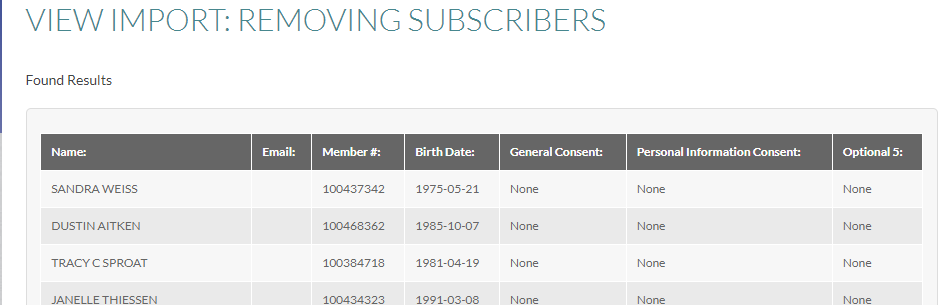 VIEW IMPORT: REMOVING SUBSCRIBERS
Found Results
Name: Email: Member #: Birth Date: General Consent: Personal Information Consent: Optional 5:
SANDRA WEISS 100437342 1975-05-21 None None None
DUSTIN AITKEN 100468362 1985-10-07 None None None
TRACY C SPROAT 100384718 1981-04-19 None None None
JANELLE THIESSEN 100434323 1991-03-08 None None None